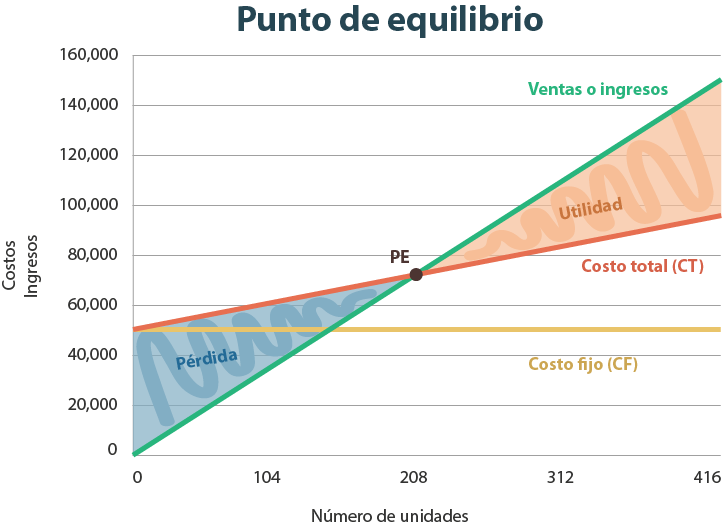 Punto de equilibrio
160,000
140,000
120,000
100,000
80,000
60,000
40,000
20,000
0
Costos
Ingresos
Ventas o ingresos
Utilidad
PE
Costo total (CT)
Pérdida
Costo fijo (CF)
0 104 208 312 416
Número de unidades